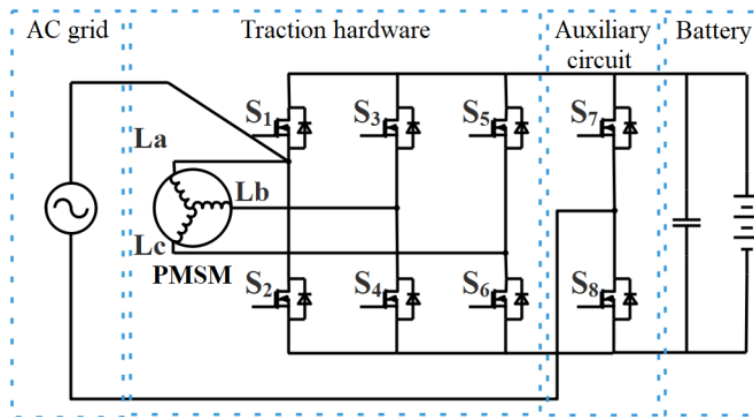 AC grid
Traction hardware
Auxiliary
circuit
Battery
S1
S3
S5
S7
La
Lb
Lc
PMSM
S2
S4
S6
S8